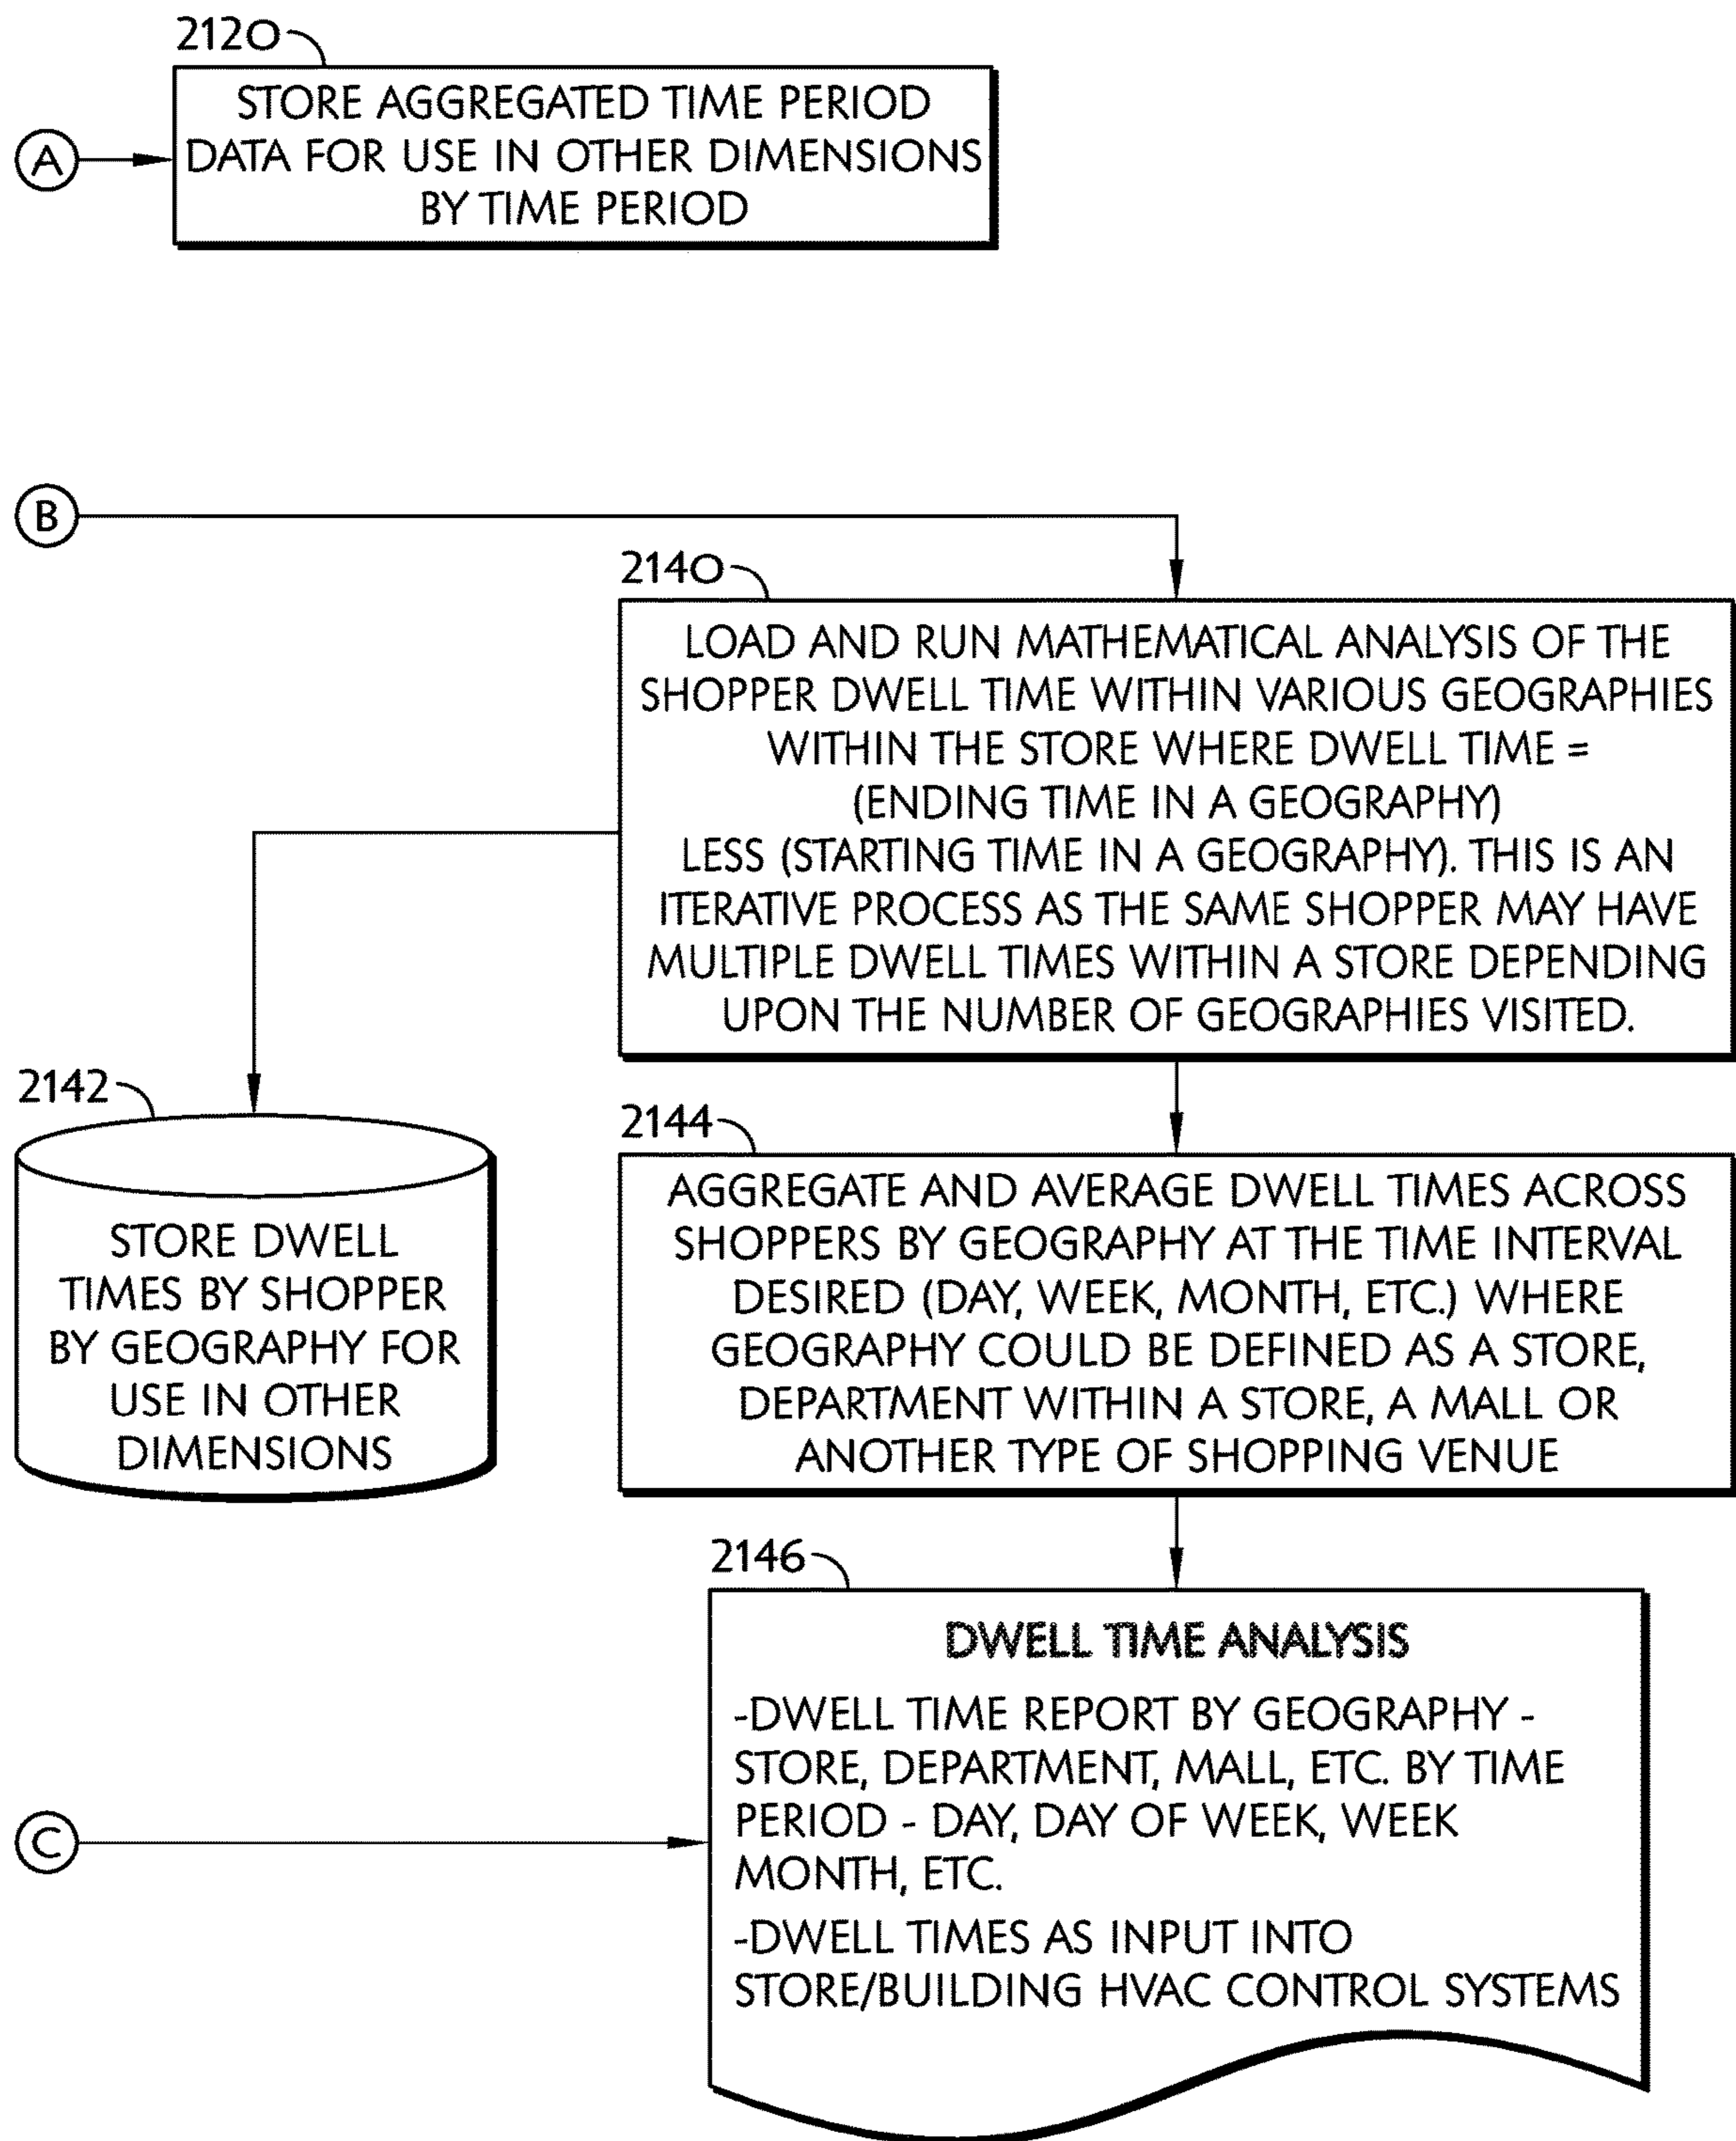 2120
STORE AGGREGATED TIME PERIOD
DATA FOR USE IN OTHER DIMENSIONS
BY TIME PERIOD
A
B
2140
LOAD AND RUN MATHEMATICAL ANALYSIS OF THE
SHOPPER DWELL TIME WITHIN VARIOUS GEOGRAPHIES
WITHIN THE STORE WHERE DWELL TIME =
(ENDING TIME IN A GEOGRAPHY)
LESS (STARTING TIME IN A GEOGRAPHY). THIS IS AN
ITERATIVE PROCESS AS THE SAME SHOPPER MAY HAVE
MULTIPLE DWELL TIMES WITHIN A STORE DEPENDING
UPON THE NUMBER OF GEOGRAPHIES VISITED.
2142
STORE DWELL
TIMES BY SHOPPER
BY GEOGRAPHY FOR
USE IN OTHER
DIMENSIONS
2144
AGGREGATE AND AVERAGE DWELL TIMES ACROSS
SHOPPERS BY GEOGRAPHY AT THE TIME INTERVAL
DESIRED (DAY, WEEK, MONTH, ETC.) WHERE
GEOGRAPHY COULD BE DEFINED AS A STORE,
DEPARTMENT WITHIN A STORE, A MALL OR
ANOTHER TYPE OF SHOPPING VENUE
2146
DWELL TIME ANALYSIS
-DWELL TIME REPORT BY GEOGRAPHY -
STORE, DEPARTMENT, MALL, ETC. BY TIME
PERIOD - DAY, DAY OF WEEK, WEEK
MONTH, ETC.
-DWELL TIMES AS INPUT INTO
STORE/BUILDING HVAC CONTROL SYSTEMS
C